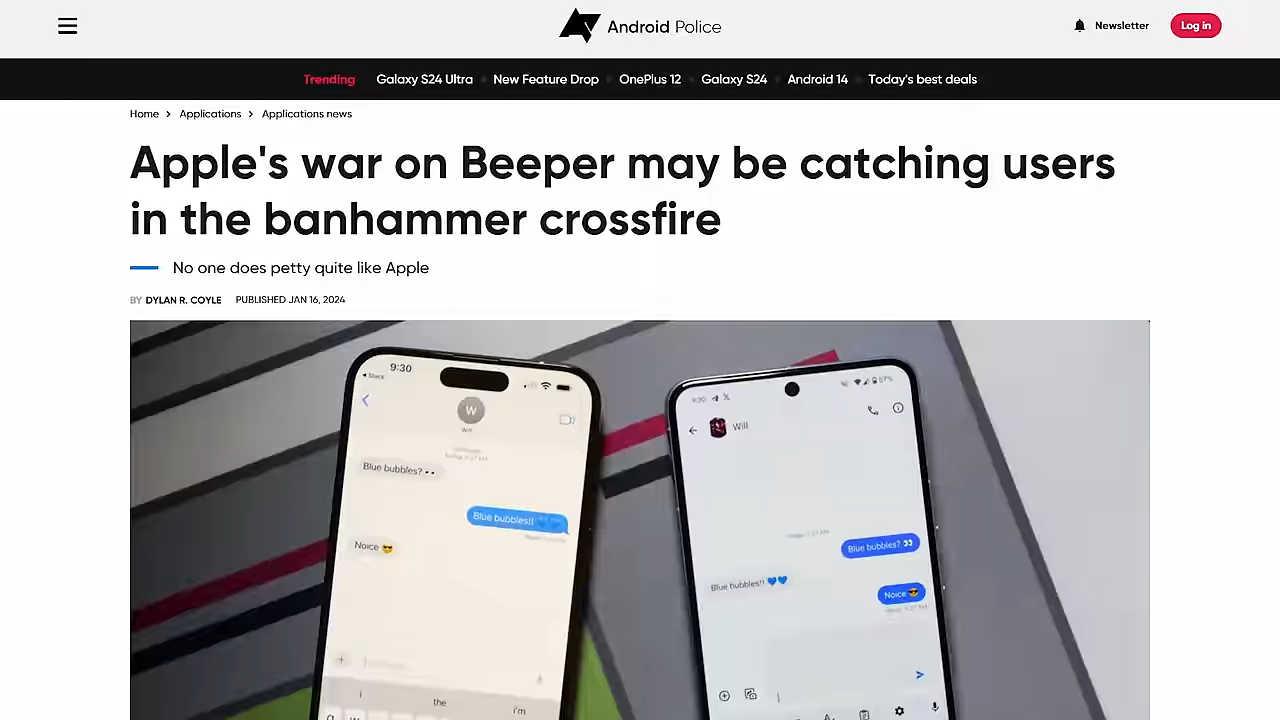 Android Police
Newsletter
Log in
Trending Galaxy S24 Ultra New Feature Drop OnePlus 12 Galaxy S24 Android 14 Today's best deals
Home > Applications > Applications news
Apple's war on Beeper may be catching users
in the banhammer crossfire
No one does petty quite like Apple
BY DYLAN R. COYLE PUBLISHED JAN 16, 2024
9:30
W
Blue bubbles? 👀
Blue bubbles!! 💙💙
Noice 😎
i the i'm
9:30 57%
Will
Blue bubbles? 👀
Blue bubbles!! 💙💙
Noice 😎